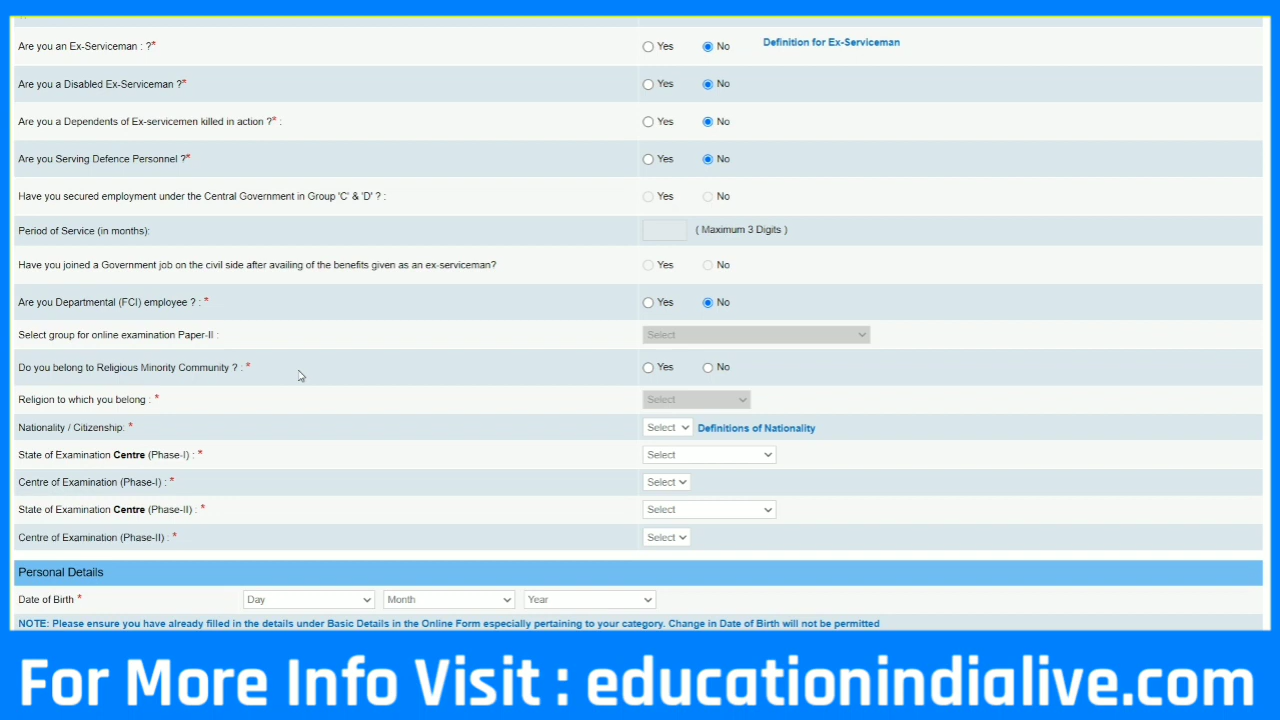 Are you an Ex-Serviceman : ?* Yes No Definition for Ex-Serviceman
Are you a Disabled Ex-Serviceman ?* Yes No
Are you a Dependents of Ex-servicemen killed in action ?* : Yes No
Are you Serving Defence Personnel ?* Yes No
Have you secured employment under the Central Government in Group 'C' & 'D' ? : Yes No
Period of Service (in months): ( Maximum 3 Digits )
Have you joined a Government job on the civil side after availing of the benefits given as an ex-serviceman? Yes No
Are you Departmental (FCI) employee ? : * Yes No
Select group for online examination Paper-II : Select
Do you belong to Religious Minority Community ? : * Yes No
Religion to which you belong : * Select
Nationality / Citizenship: * Select Definitions of Nationality
State of Examination Centre (Phase-I) : * Select
Centre of Examination (Phase-I) : * Select
State of Examination Centre (Phase-II) : * Select
Centre of Examination (Phase-II) : * Select
Personal Details
Date of Birth * Day Month Year
NOTE: Please ensure you have already filled in the details under Basic Details in the Online Form especially pertaining to your category. Change in Date of Birth will not be permitted
For More Info Visit : educationindialive.com